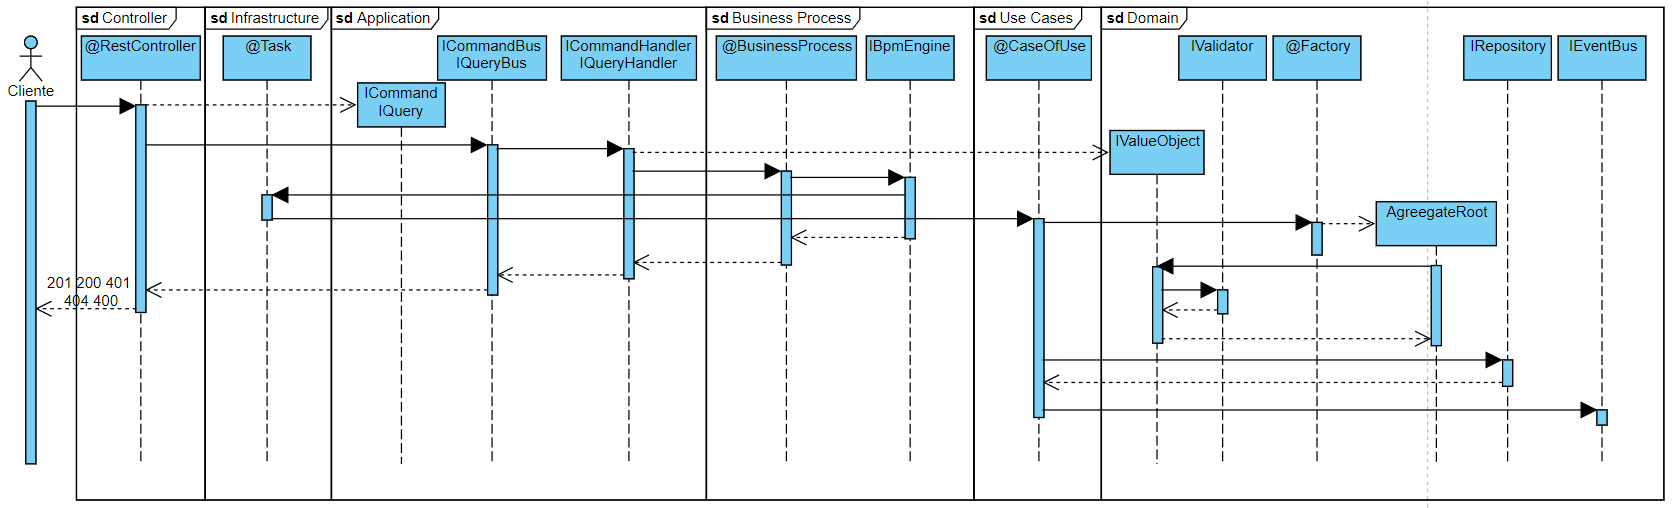 sd Controller
sd Infrastructure
sd Application
sd Business Process
sd Use Cases
sd Domain
@RestController
@Task
ICommandBus
IQueryBus
ICommandHandler
IQueryHandler
@BusinessProcess
IBpmEngine
@CaseOfUse
IValidator
@Factory
IRepository
IEventBus
Cliente
ICommand
IQuery
IValueObject
AgreegateRoot
201 200 401
404 400